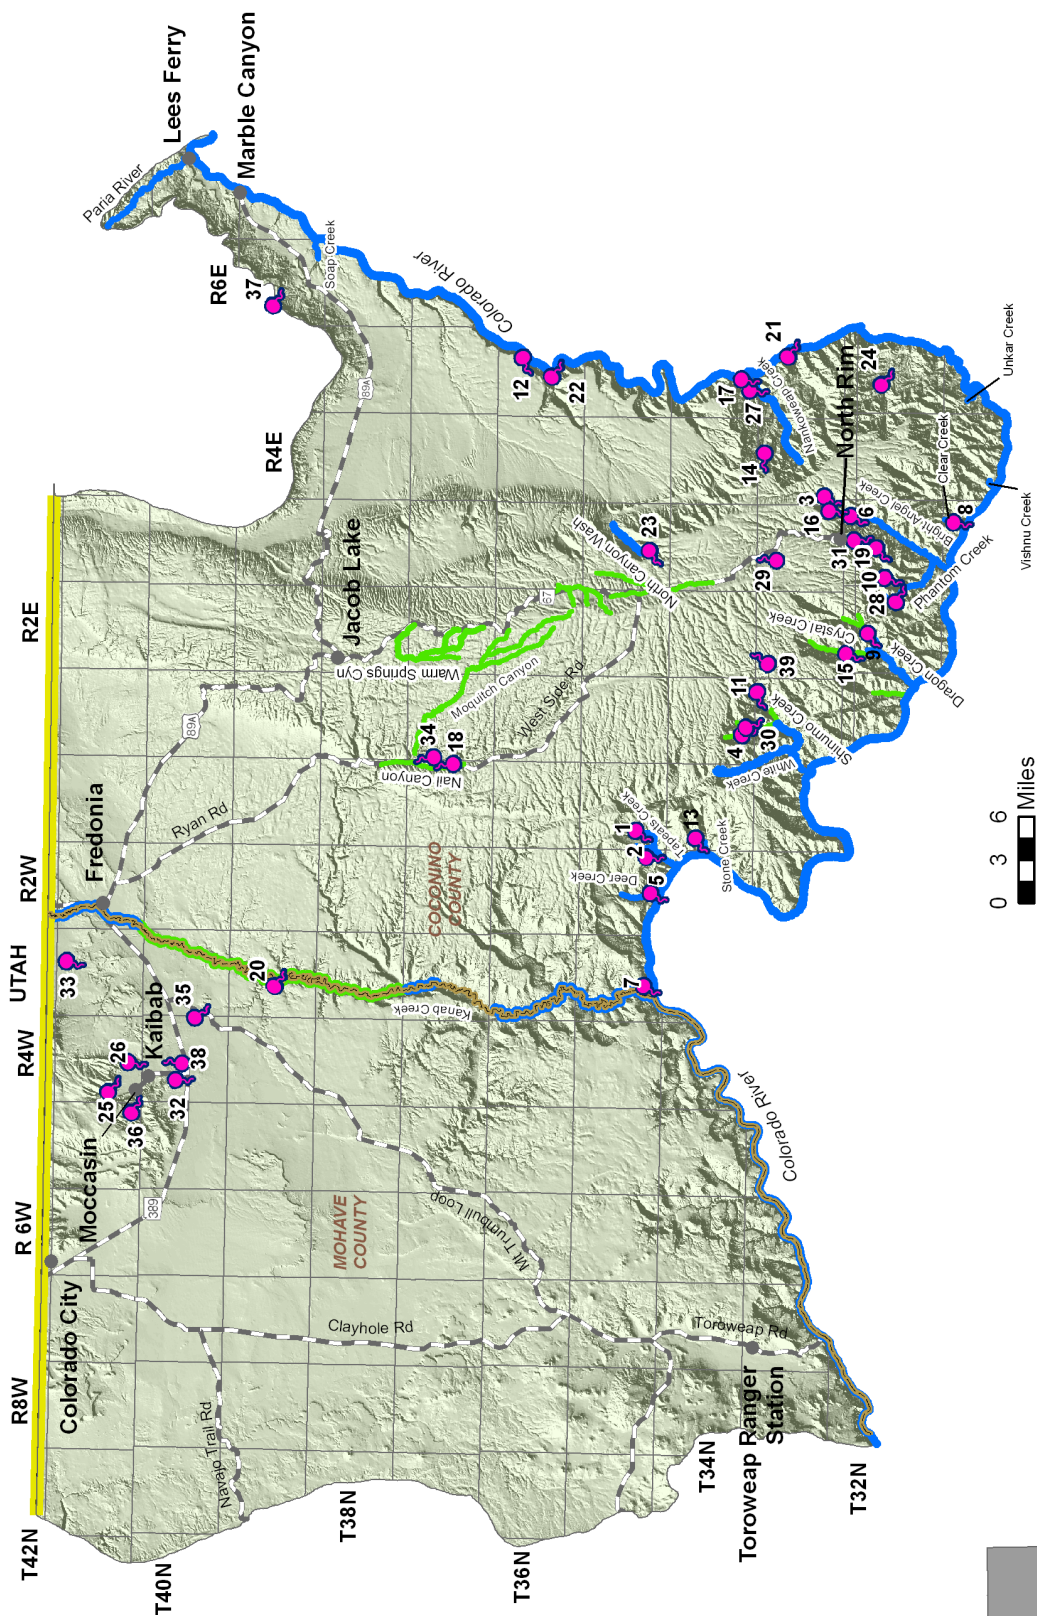 T42N
R8W
R 6W
R4W
UTAH
R2W
R2E
R4E
R6E
T40N
T38N
T36N
T34N
T32N
Colorado City
Moccasin
Kaibab
Fredonia
Jacob Lake
Lees Ferry
Marble Canyon
North Rim
Toroweap Ranger
Station
MOHAVE
COUNTY
COCONINO
COUNTY
Paria River
Soap Creek
Colorado River
Colorado River
Kanab Creek
Navajo Trail Rd
Clayhole Rd
Mt Trumbull Loop
Toroweap Rd
Ryan Rd
West Side Rd
389
89A
89A
67
Nail Canyon
Moquitch Canyon
Warm Springs Cyn
North Canyon Wash
Deer Creek
Tapeats Creek
Stone Creek
White Creek
Shinumo Creek
Dragon Creek
Crystal Creek
Phantom Creek
Bright Angel Creek
Clear Creek
Vishnu Creek
Unkar Creek
Nankoweap Creek
1
2
3
4
5
6
7
8
9
10
11
12
13
14
15
16
17
18
19
20
21
22
23
24
25
26
27
28
29
30
31
32
33
34
35
36
37
38
39
0 3 6
Miles